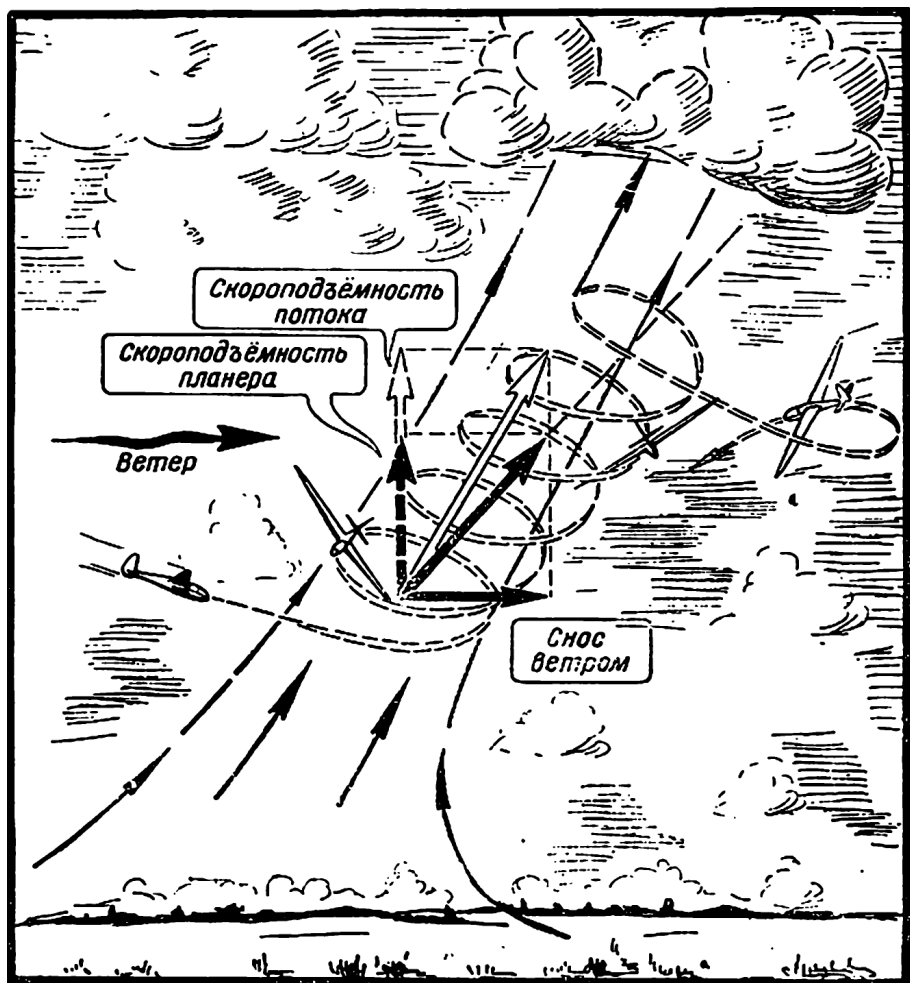 Скороподъёмность
потока
Скороподъёмность
планера
Ветер
Снос
ветром